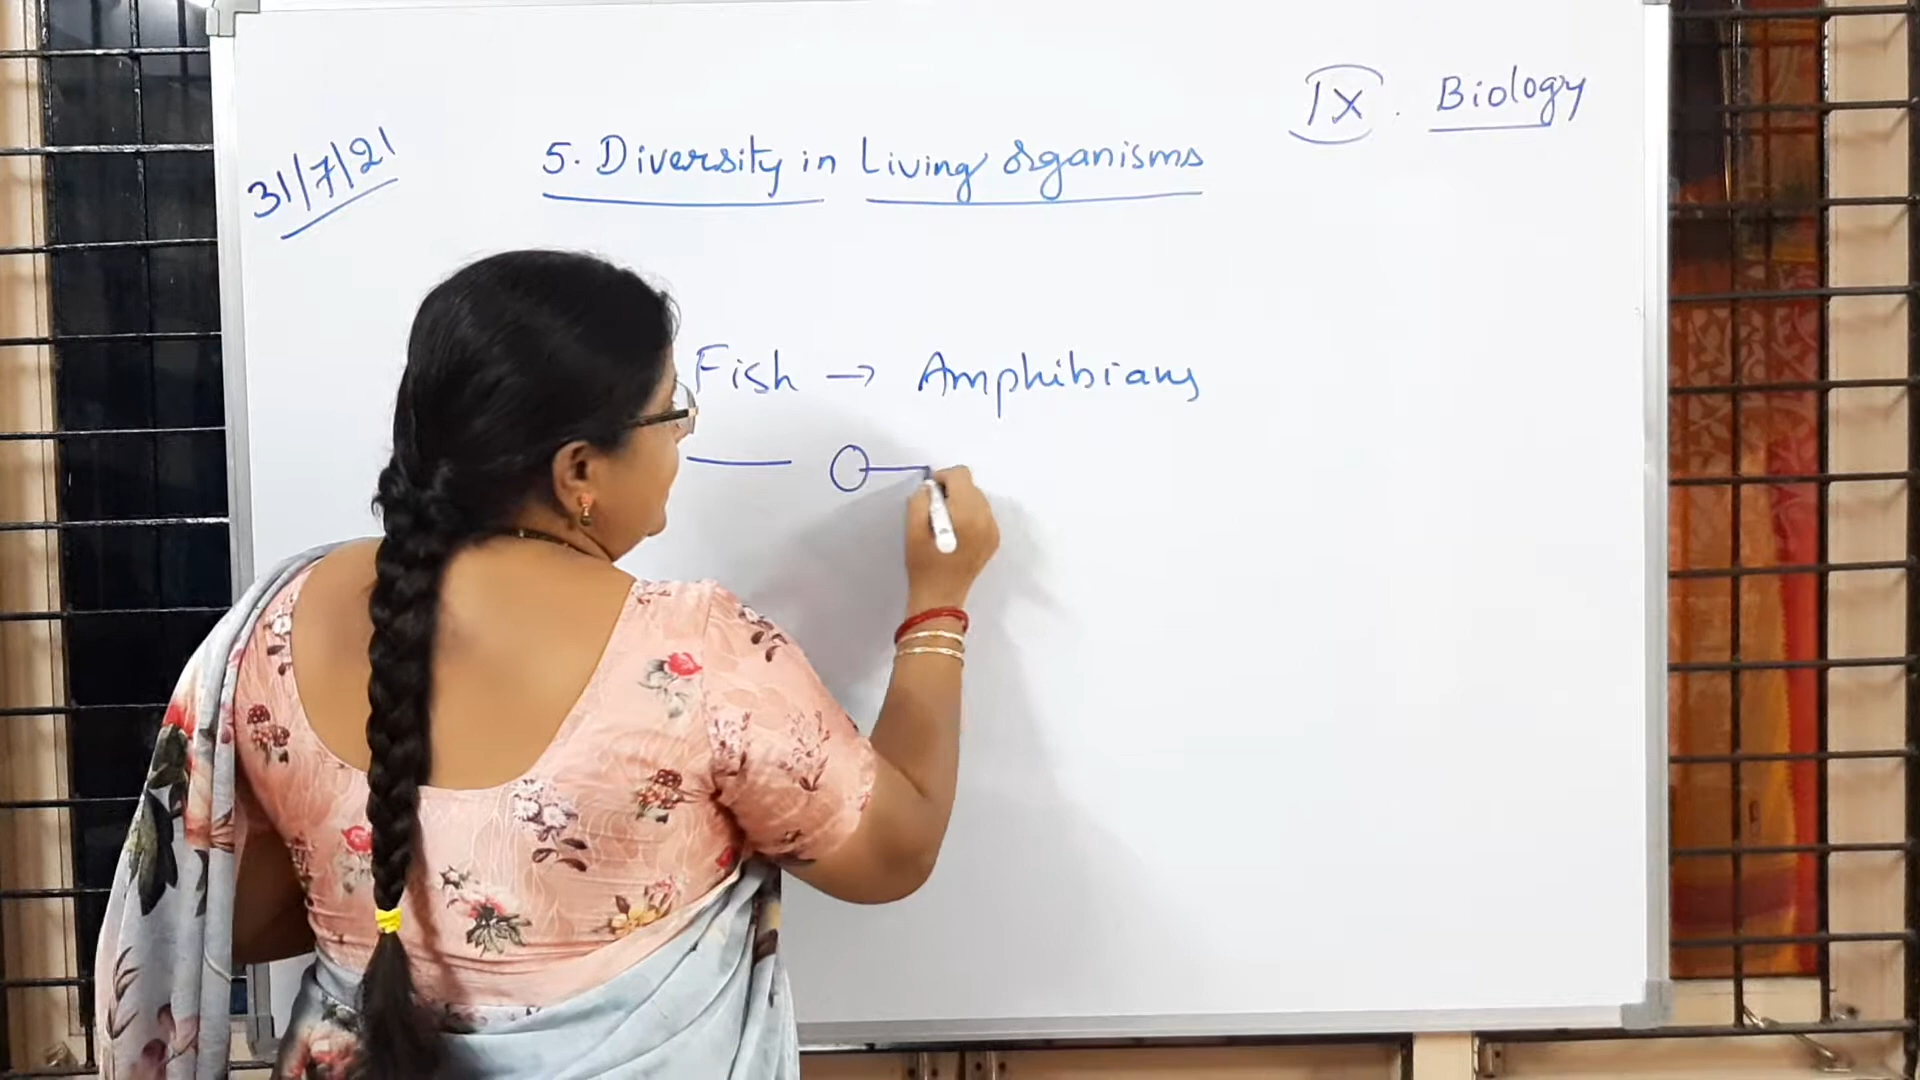 IX. Biology
31/7/21
5. Diversity in Living organisms
Fish → Amphibians